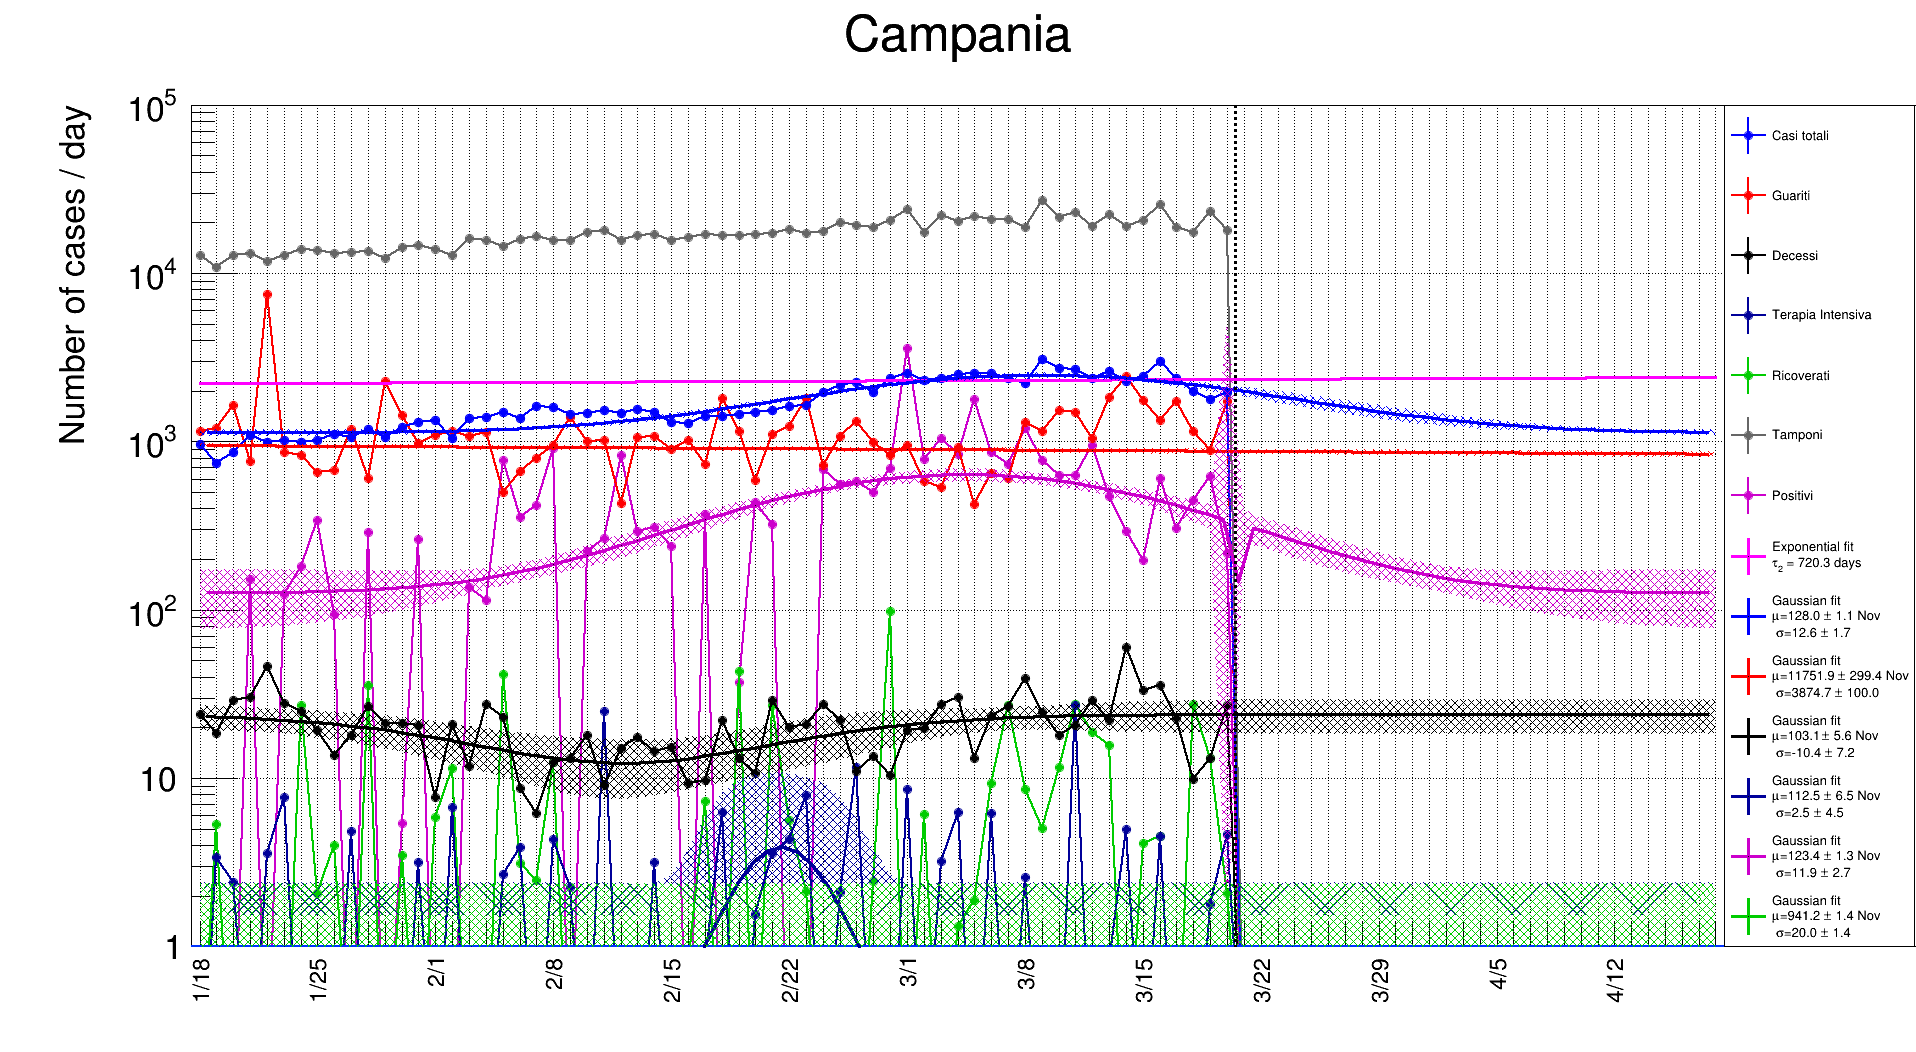 Campania
Number of cases / day
10^5
10^4
10^3
10^2
10
1
1/18
1/25
2/1
2/8
2/15
2/22
3/1
3/8
3/15
3/22
3/29
4/5
4/12
Casi totali
Guariti
Decessi
Terapia Intensiva
Ricoverati
Tamponi
Positivi
Exponential fit
τ_2 = 720.3 days
Gaussian fit
μ=128.0 ± 1.1 Nov
σ=12.6 ± 1.7
Gaussian fit
μ=11751.9 ± 299.4 Nov
σ=3874.7 ± 100.0
Gaussian fit
μ=103.1 ± 5.6 Nov
σ=-10.4 ± 7.2
Gaussian fit
μ=112.5 ± 6.5 Nov
σ=2.5 ± 4.5
Gaussian fit
μ=123.4 ± 1.3 Nov
σ=11.9 ± 2.7
Gaussian fit
μ=941.2 ± 1.4 Nov
σ=20.0 ± 1.4